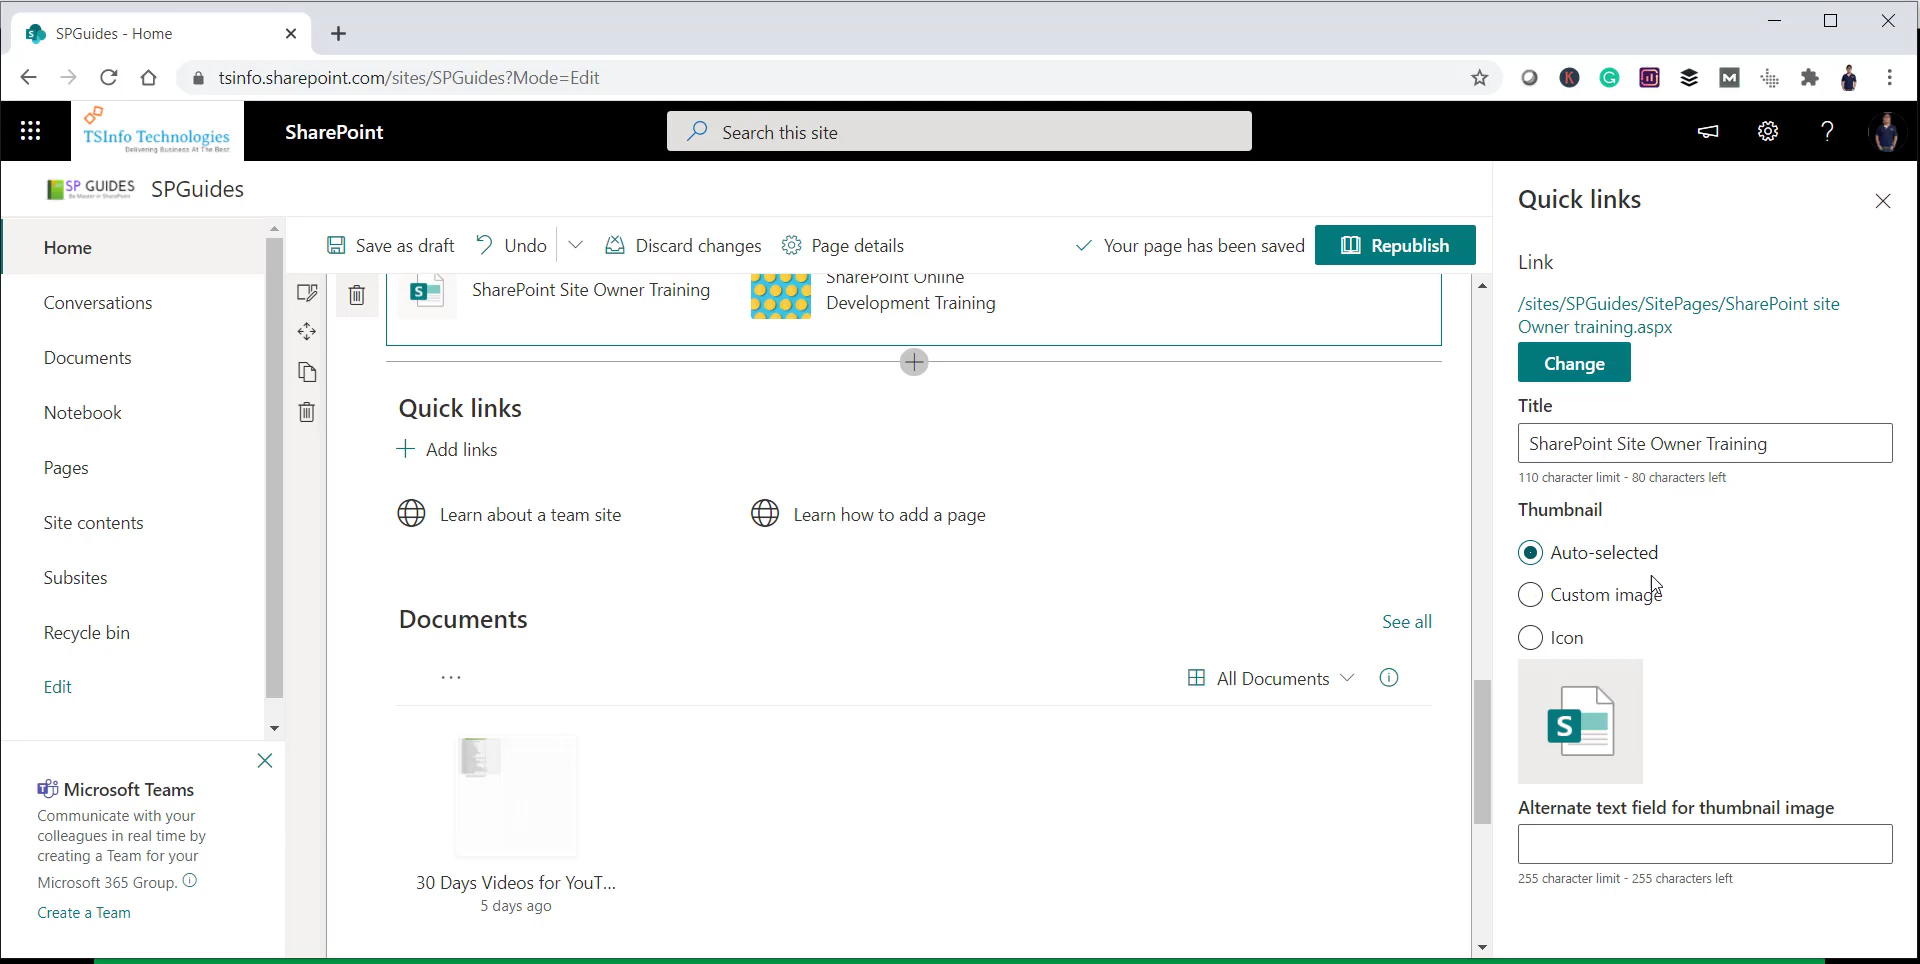 SPGuides - Home
tsinfo.sharepoint.com/sites/SPGuides?Mode=Edit
TSInfo Technologies
Delivering Business At The Best
SharePoint
Search this site
SP GUIDES
SPGuides
Home
Conversations
Documents
Notebook
Pages
Site contents
Subsites
Recycle bin
Edit
Microsoft Teams
Communicate with your
colleagues in real time by
creating a Team for your
Microsoft 365 Group.
Create a Team
Save as draft
Undo
Discard changes
Page details
Your page has been saved
Republish
SharePoint Site Owner Training
SharePoint Online
Development Training
Quick links
Add links
Learn about a team site
Learn how to add a page
Documents
See all
...
All Documents
30 Days Videos for YouT...
5 days ago
Quick links
Link
/sites/SPGuides/SitePages/SharePoint site
Owner training.aspx
Change
Title
SharePoint Site Owner Training
110 character limit - 80 characters left
Thumbnail
Auto-selected
Custom image
Icon
S
Alternate text field for thumbnail image
255 character limit - 255 characters left